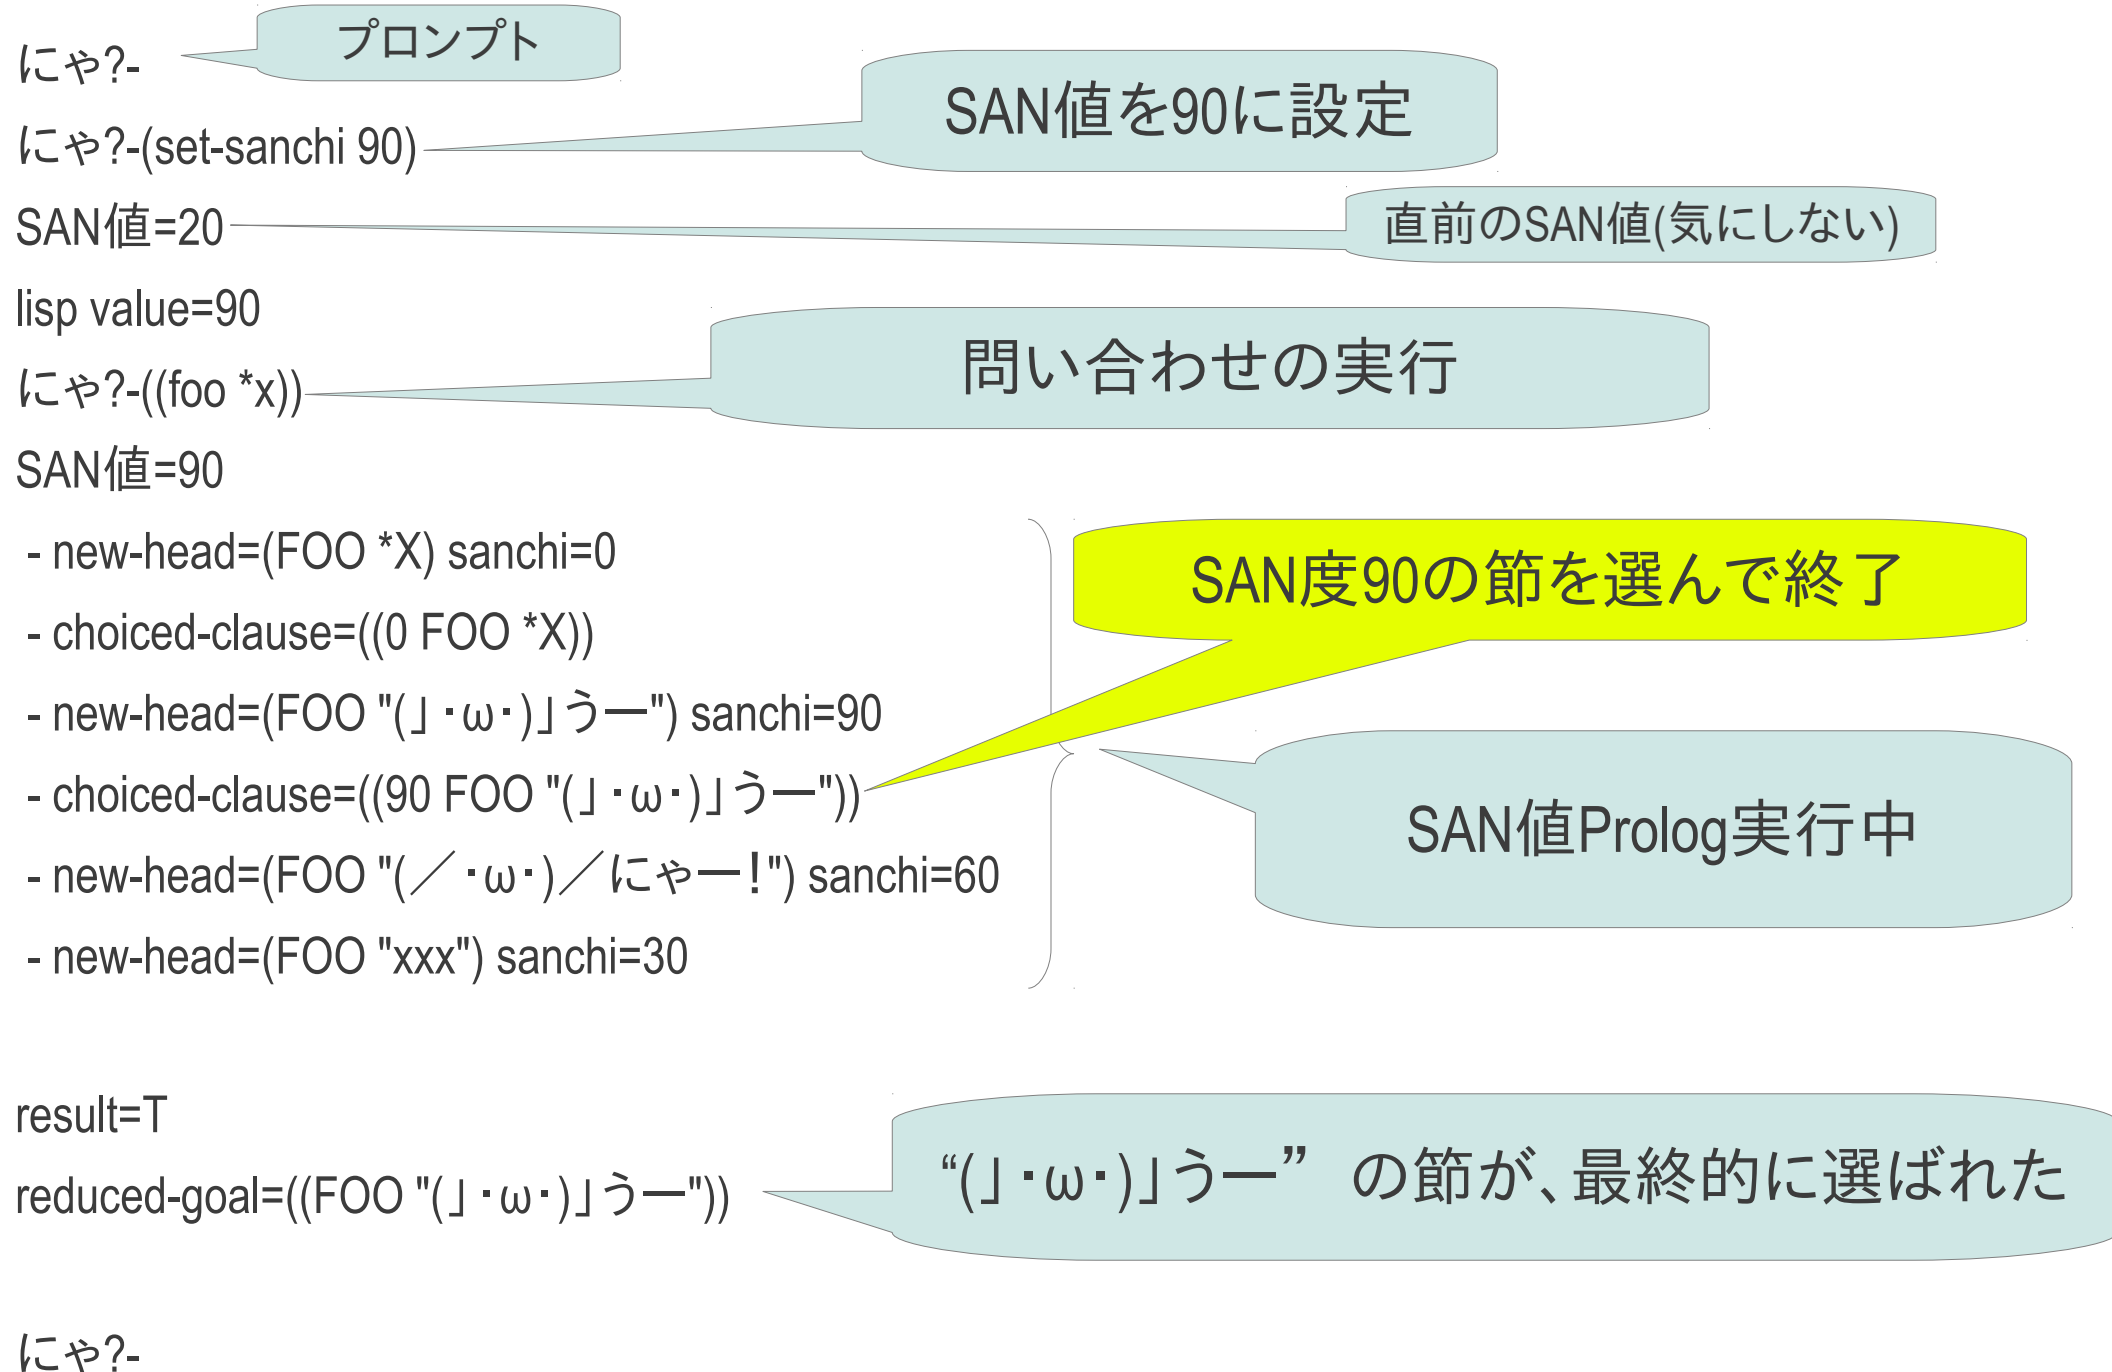 プロンプト
にゃ?-
SAN値を90に設定
にゃ?-(set-sanchi 90)
SAN値=20
直前のSAN値(気にしない)
lisp value=90
問い合わせの実行
にゃ?-((foo *x))
SAN値=90
- new-head=(FOO *X) sanchi=0
SAN度90の節を選んで終了
- choiced-clause=((0 FOO *X))
- new-head=(FOO "(」・ω・)」うー") sanchi=90
- choiced-clause=((90 FOO "(」・ω・)」うー"))
SAN値Prolog実行中
- new-head=(FOO "(／・ω・)／にゃー!") sanchi=60
- new-head=(FOO "xxx") sanchi=30
result=T
reduced-goal=((FOO "(」・ω・)」うー"))
“(」・ω・)」うー” の節が、最終的に選ばれた
にゃ?-